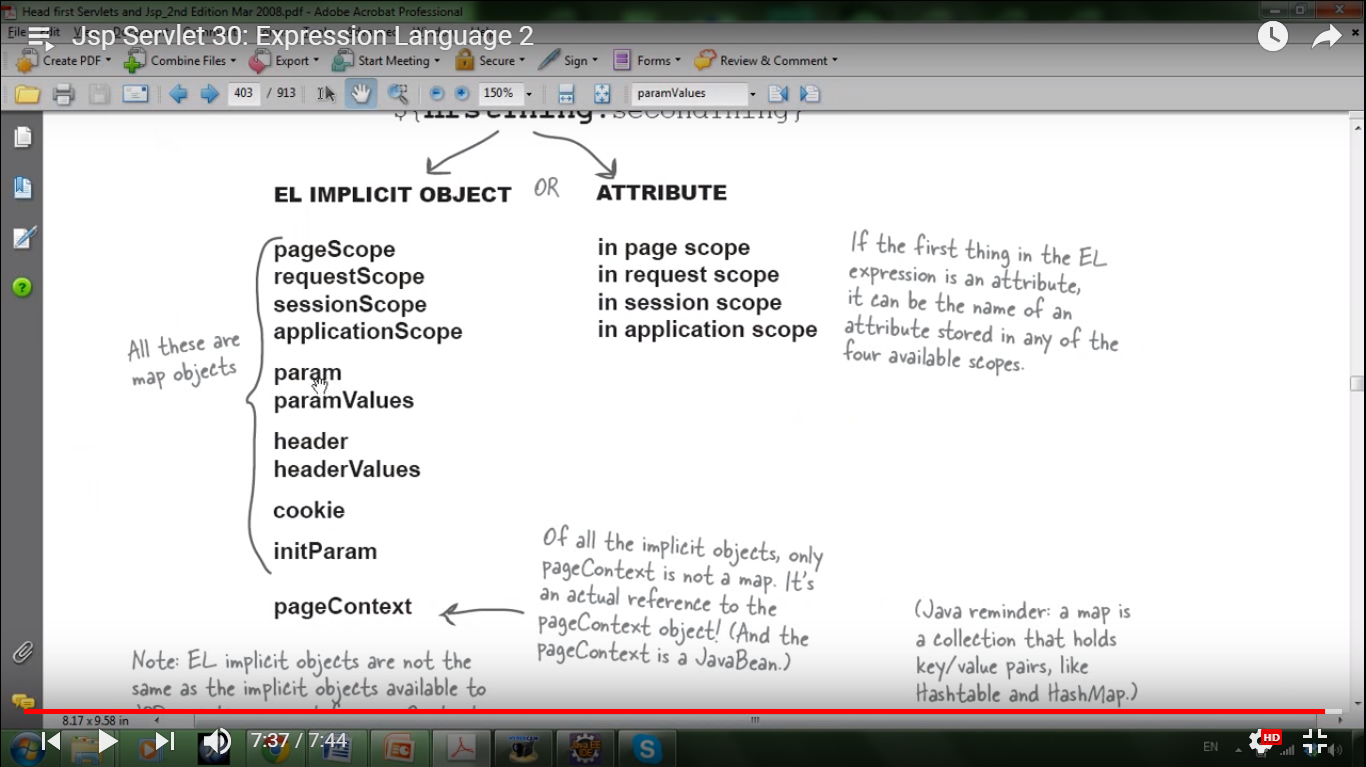 Head first Servlets and Jsp_2nd Edition Mar 2008.pdf - Adobe Acrobat Professional
Jsp Servlet 30: Expression Language 2
Create PDF Combine Files Export Start Meeting Secure Sign Forms Review & Comment
403 / 913 150% paramValues
${firstThing.secondThing}
EL IMPLICIT OBJECT OR ATTRIBUTE
pageScope in page scope
requestScope in request scope
sessionScope in session scope
applicationScope in application scope
If the first thing in the EL
expression is an attribute,
it can be the name of an
attribute stored in any of the
four available scopes.
All these are
map objects
param
paramValues
header
headerValues
cookie
initParam
pageContext
Of all the implicit objects, only
pageContext is not a map. It's
an actual reference to the
pageContext object! (And the
pageContext is a JavaBean.)
(Java reminder: a map is
a collection that holds
key/value pairs, like
Hashtable and HashMap.)
Note: EL implicit objects are not the
same as the implicit objects available to
8.17 x 9.58 in
7:37 / 7:44
EN
HD